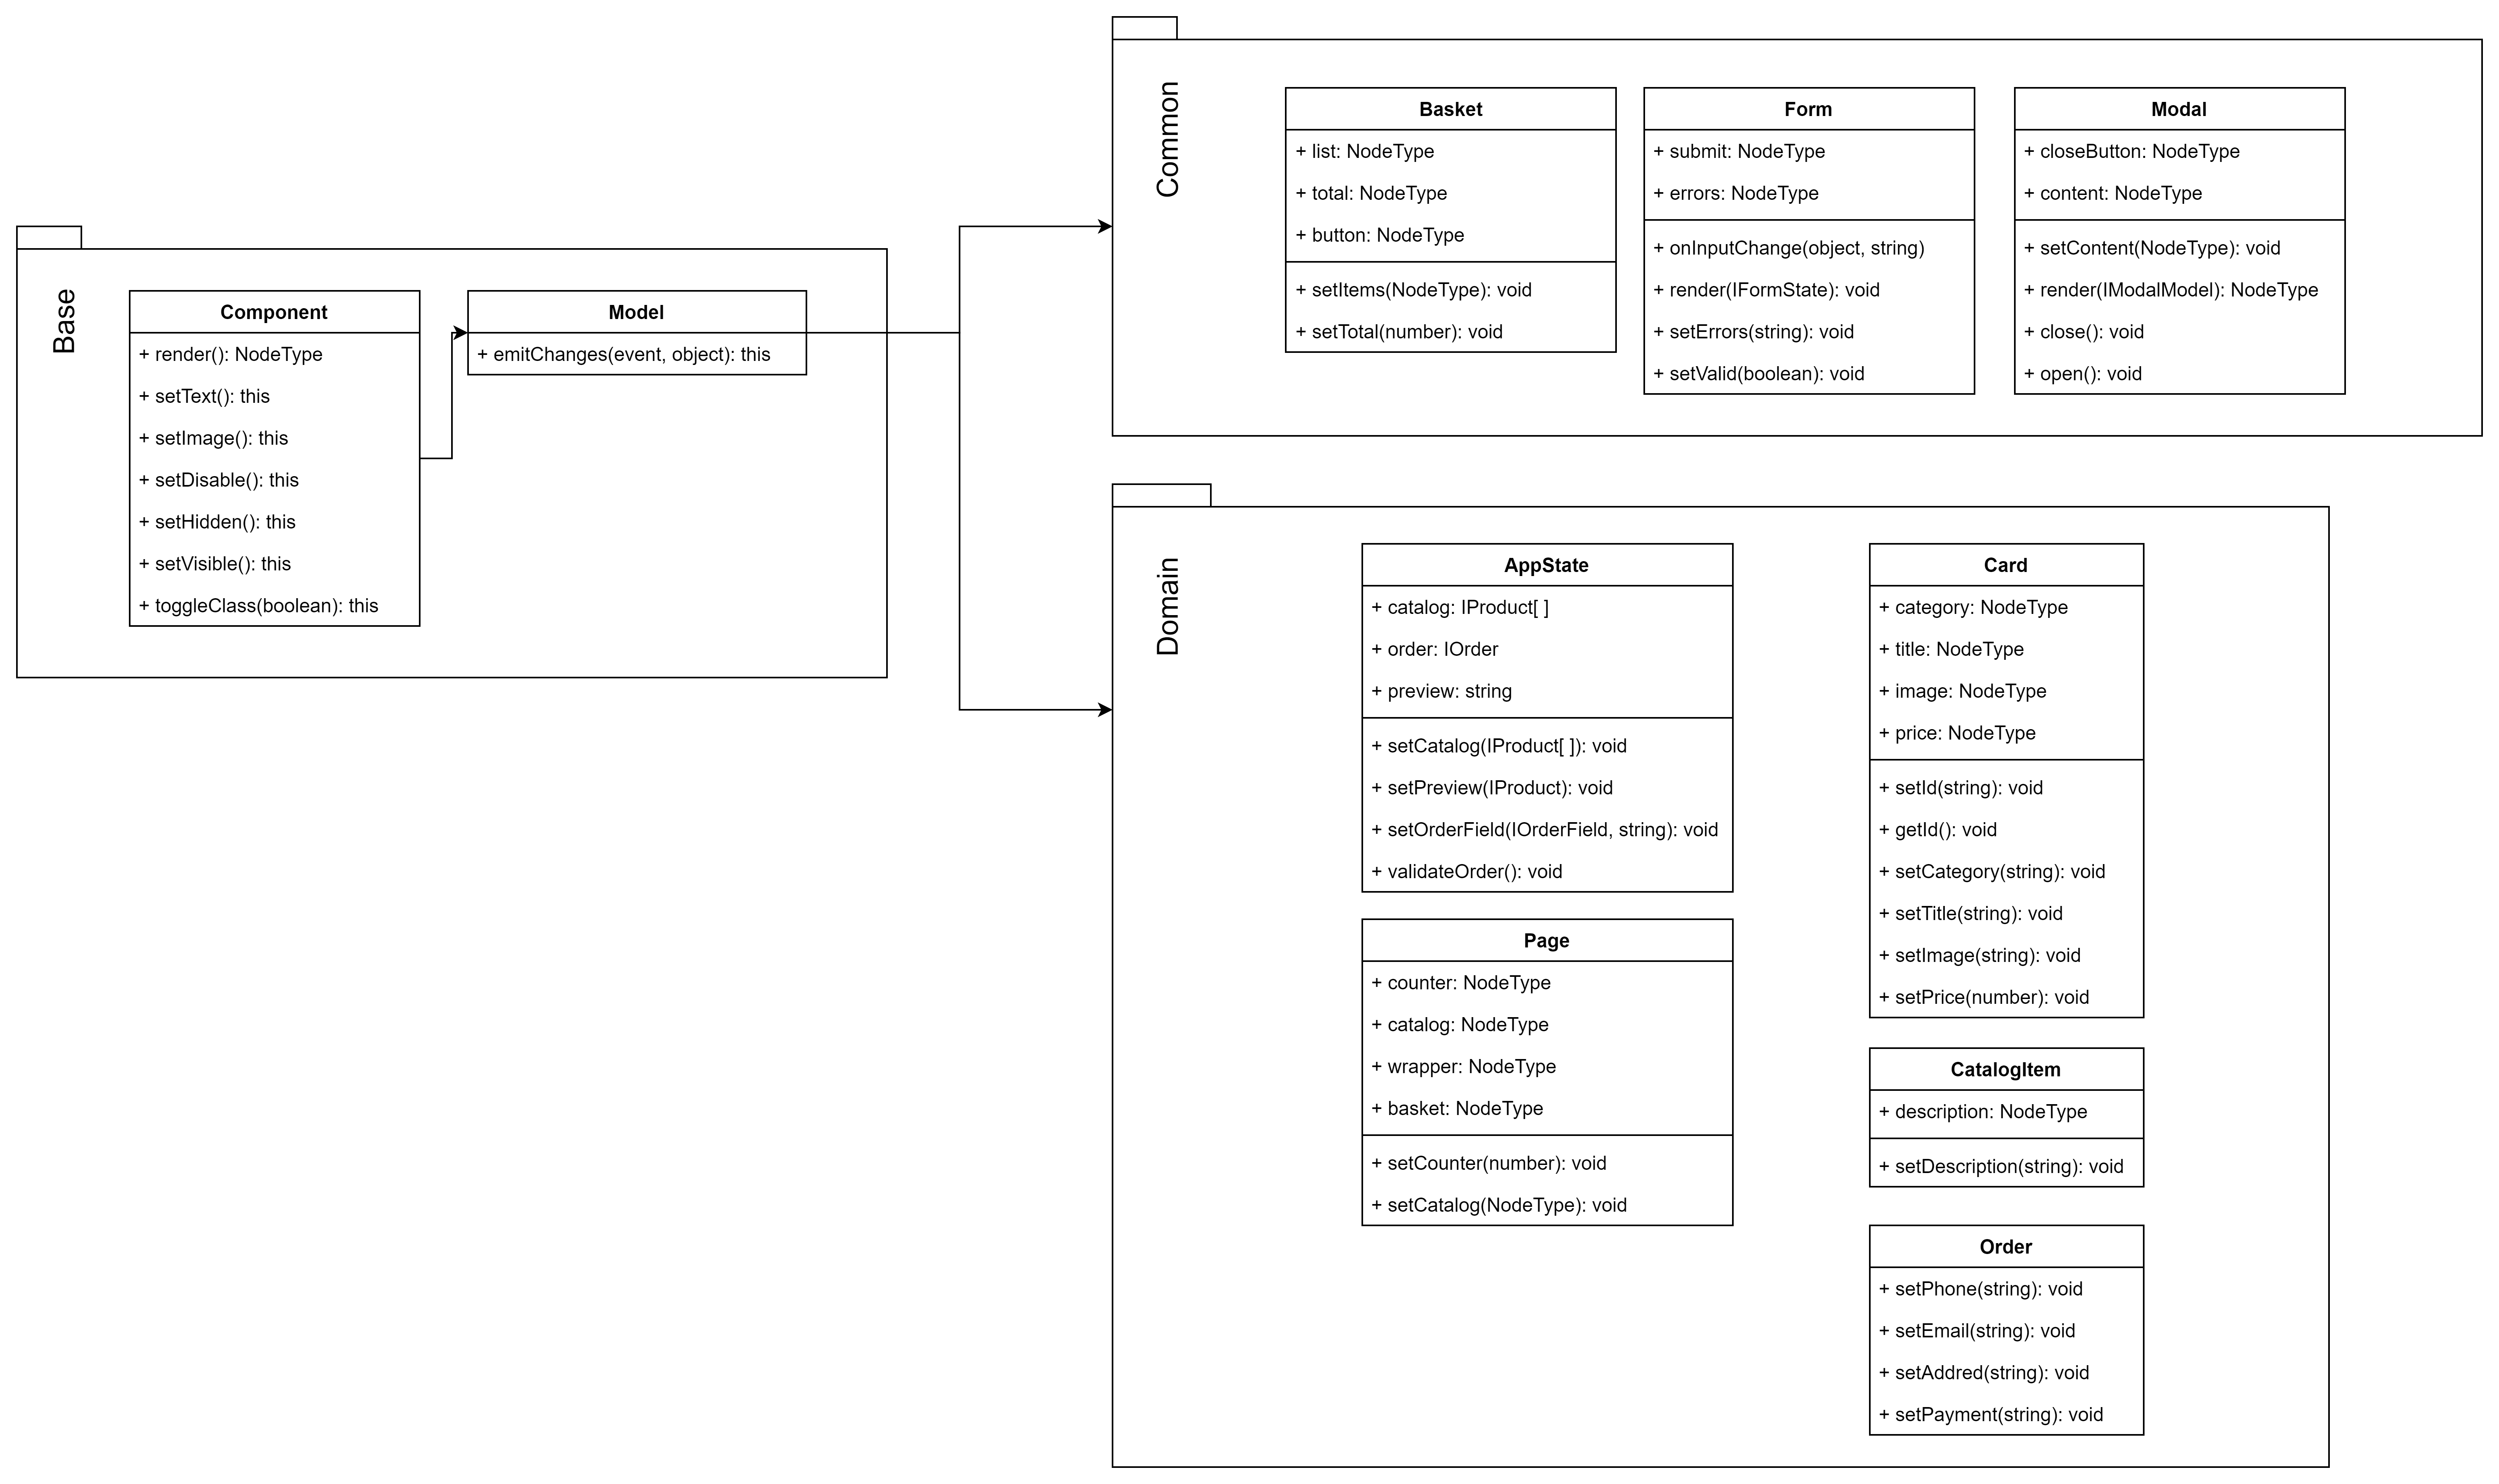 Base
Component
+ render(): NodeType
+ setText(): this
+ setImage(): this
+ setDisable(): this
+ setHidden(): this
+ setVisible(): this
+ toggleClass(boolean): this
Model
+ emitChanges(event, object): this
Common
Basket
+ list: NodeType
+ total: NodeType
+ button: NodeType
+ setItems(NodeType): void
+ setTotal(number): void
Form
+ submit: NodeType
+ errors: NodeType
+ onInputChange(object, string)
+ render(IFormState): void
+ setErrors(string): void
+ setValid(boolean): void
Modal
+ closeButton: NodeType
+ content: NodeType
+ setContent(NodeType): void
+ render(IModalModel): NodeType
+ close(): void
+ open(): void
Domain
AppState
+ catalog: IProduct[ ]
+ order: IOrder
+ preview: string
+ setCatalog(IProduct[ ]): void
+ setPreview(IProduct): void
+ setOrderField(IOrderField, string): void
+ validateOrder(): void
Page
+ counter: NodeType
+ catalog: NodeType
+ wrapper: NodeType
+ basket: NodeType
+ setCounter(number): void
+ setCatalog(NodeType): void
Card
+ category: NodeType
+ title: NodeType
+ image: NodeType
+ price: NodeType
+ setId(string): void
+ getId(): void
+ setCategory(string): void
+ setTitle(string): void
+ setImage(string): void
+ setPrice(number): void
CatalogItem
+ description: NodeType
+ setDescription(string): void
Order
+ setPhone(string): void
+ setEmail(string): void
+ setAddred(string): void
+ setPayment(string): void